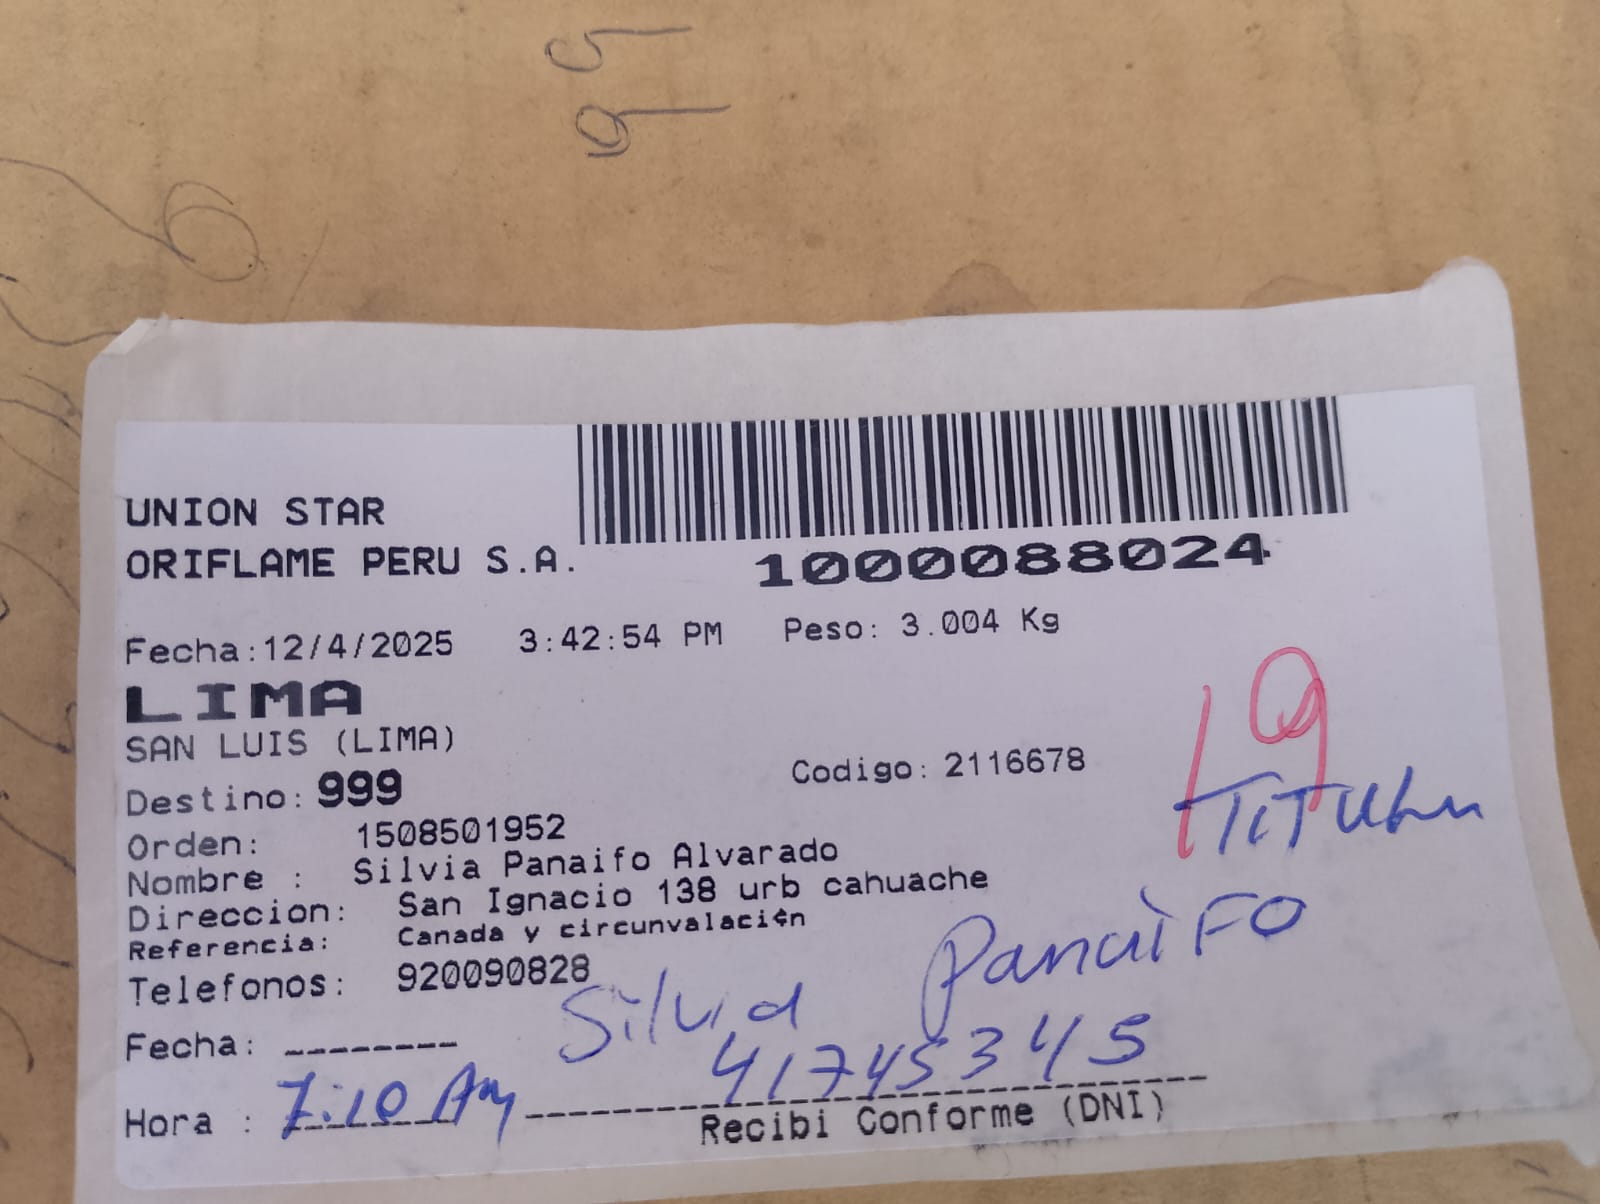 99
UNION STAR
ORIFLAME PERU S.A.
1000088024
Fecha:12/4/2025 3:42:54 PM Peso: 3.004 Kg
LIMA
SAN LUIS (LIMA)
19
Destino: 999 Codigo: 2116678
Orden: 1508501952
Nombre : Silvia Panaifo Alvarado
Direccion: San Ignacio 138 urb cahuache
Referencia: Canada y circunvalaci¢n
Telefonos: 920090828
Silvia PanaiFO
Fecha: --------
41745345
Hora : 7:10 Am
Recibi Conforme (DNI)